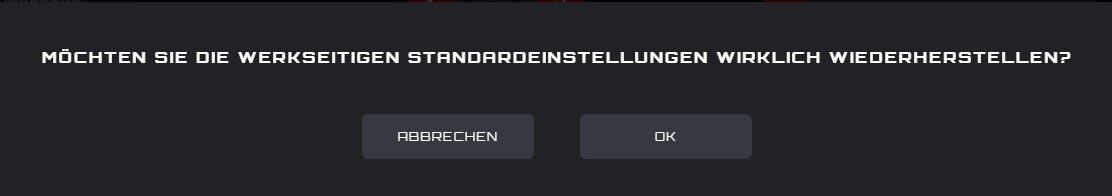 MÖCHTEN SIE DIE WERKSEITIGEN STANDARDEINSTELLUNGEN WIRKLICH WIEDERHERSTELLEN?
ABBRECHEN
OK